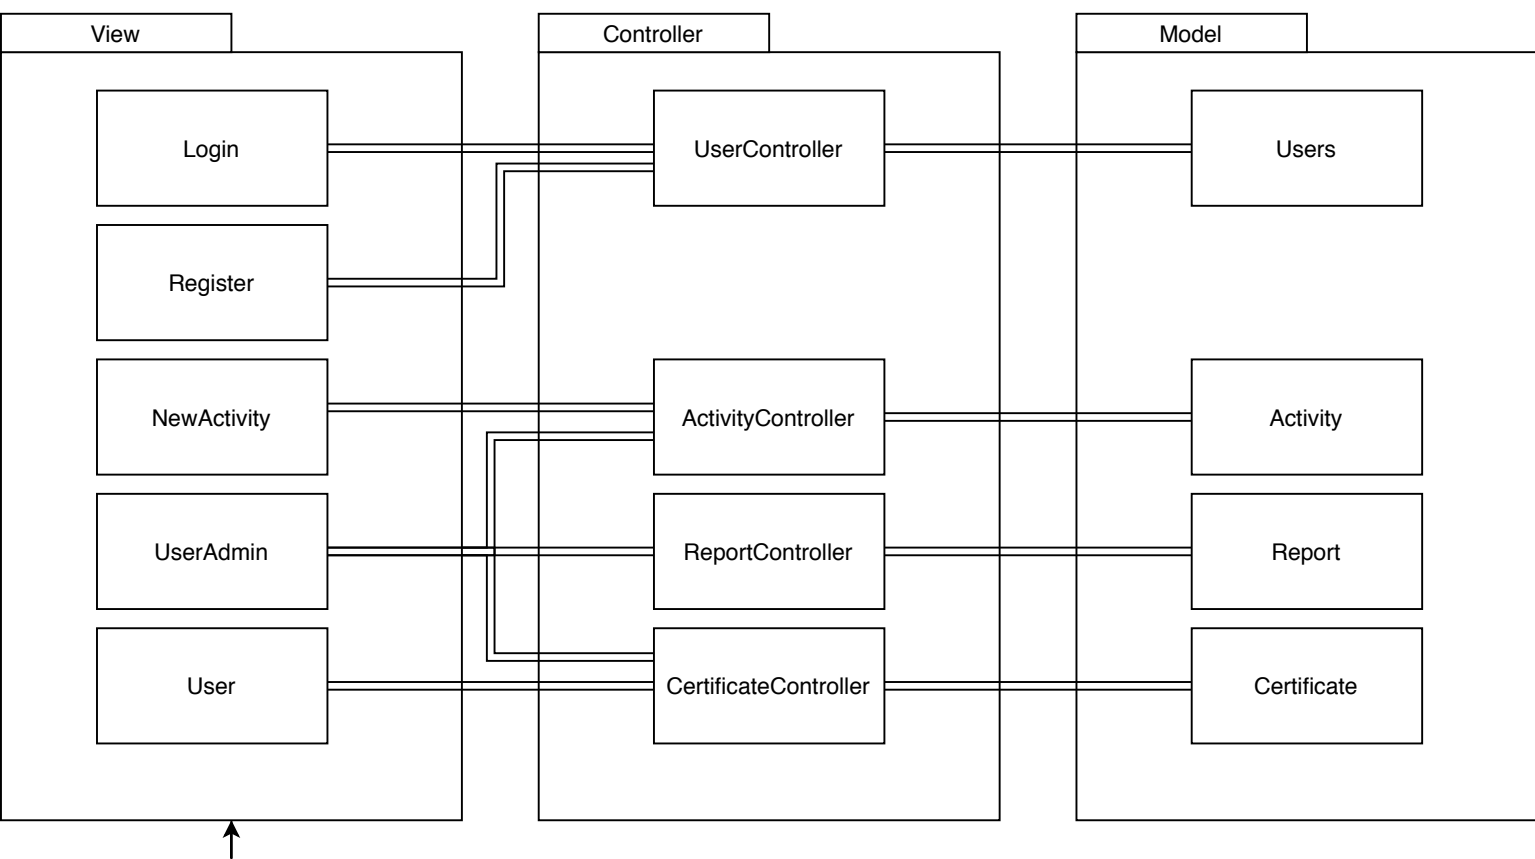 View
Controller
Model
Login
UserController
Users
Register
NewActivity
ActivityController
Activity
UserAdmin
ReportController
Report
User
CertificateController
Certificate